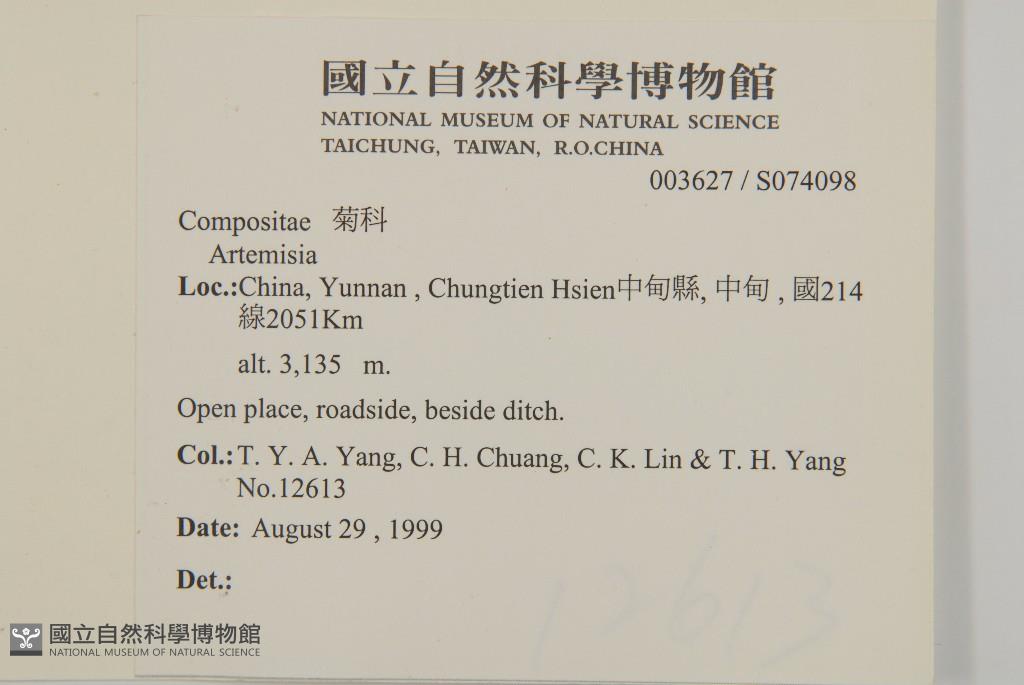 國立自然科學博物館
NATIONAL MUSEUM OF NATURAL SCIENCE
TAICHUNG, TAIWAN, R.O.CHINA
003627 / S074098
Compositae 菊科
Artemisia
Loc.:China, Yunnan , Chungtien Hsien中甸縣, 中甸 , 國214
線2051Km
alt. 3,135 m.
Open place, roadside, beside ditch.
Col.:T. Y. A. Yang, C. H. Chuang, C. K. Lin & T. H. Yang
No.12613
Date: August 29 , 1999
Det.:
12613
國立自然科學博物館
NATIONAL MUSEUM OF NATURAL SCIENCE